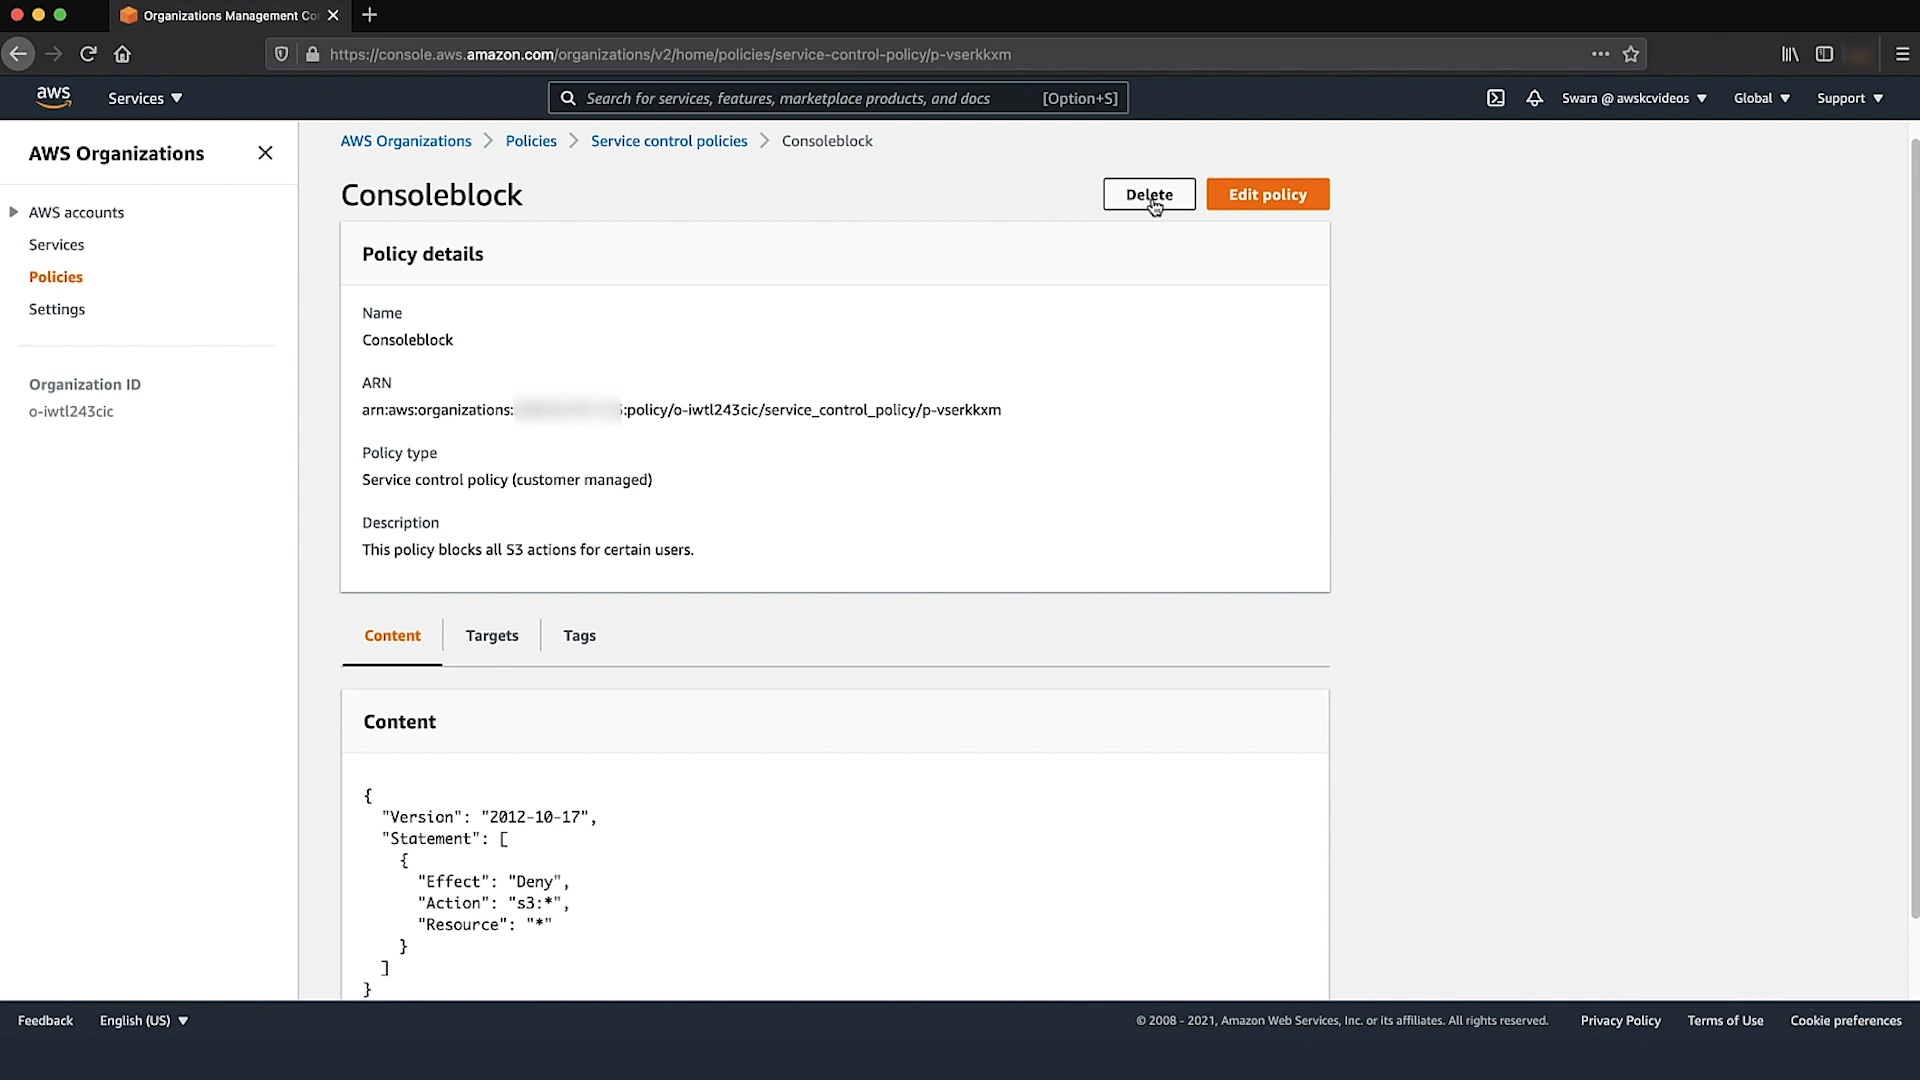 Organizations Management Co
https://console.aws.amazon.com/organizations/v2/home/policies/service-control-policy/p-vserkkxm
aws
Services
Search for services, features, marketplace products, and docs [Option+S]
Swara @ awskcvideos
Global
Support
AWS Organizations
AWS accounts
Services
Policies
Settings
Organization ID
o-iwtl243cic
AWS Organizations > Policies > Service control policies > Consoleblock
Consoleblock
Delete
Edit policy
Policy details
Name
Consoleblock
ARN
arn:aws:organizations: :policy/o-iwtl243cic/service_control_policy/p-vserkkxm
Policy type
Service control policy (customer managed)
Description
This policy blocks all S3 actions for certain users.
Content
Targets
Tags
Content
{
"Version": "2012-10-17",
"Statement": [
{
"Effect": "Deny",
"Action": "s3:*",
"Resource": "*"
}
]
}
Feedback
English (US)
© 2008 - 2021, Amazon Web Services, Inc. or its affiliates. All rights reserved.
Privacy Policy
Terms of Use
Cookie preferences